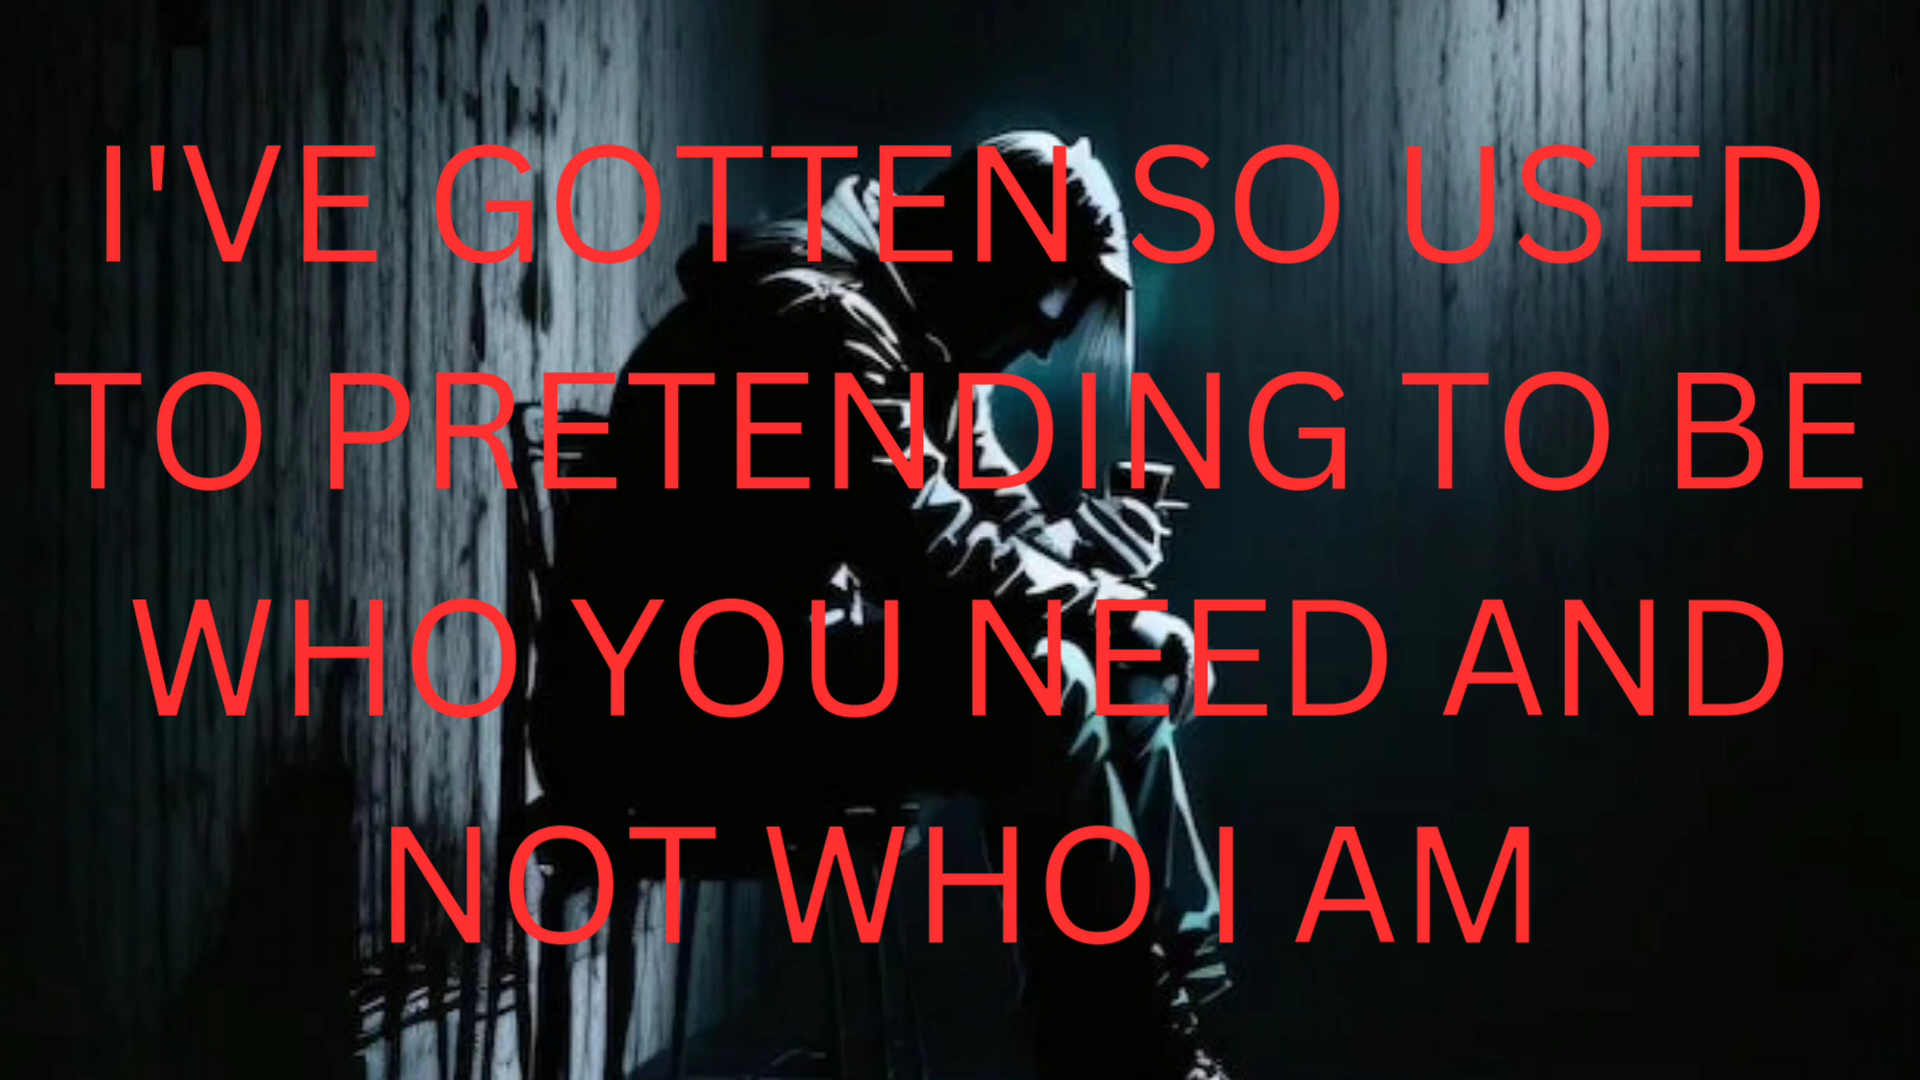 I'VE GOTTEN SO USED
TO PRETENDING TO BE
WHO YOU NEED AND
NOT WHO I AM